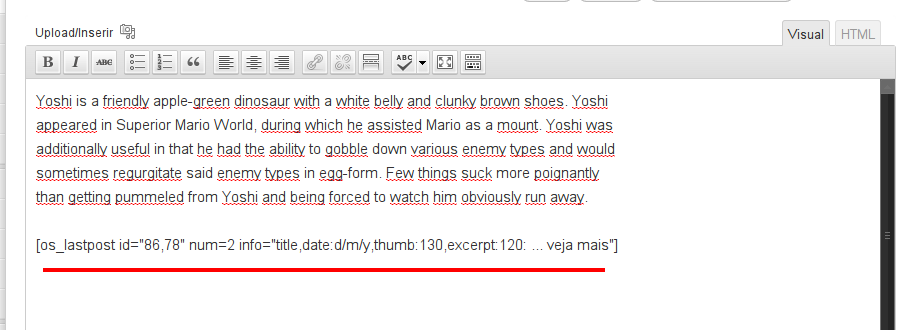 Upload/Inserir
Visual
HTML
B I ABC ABC
Yoshi is a friendly apple-green dinosaur with a white belly and clunky brown shoes. Yoshi
appeared in Superior Mario World, during which he assisted Mario as a mount. Yoshi was
additionally useful in that he had the ability to gobble down various enemy types and would
sometimes regurgitate said enemy types in egg-form. Few things suck more poignantly
than getting pummeled from Yoshi and being forced to watch him obviously run away.
[os_lastpost id="86,78" num=2 info="title,date:d/m/y,thumb:130,excerpt:120: ... veja mais"]